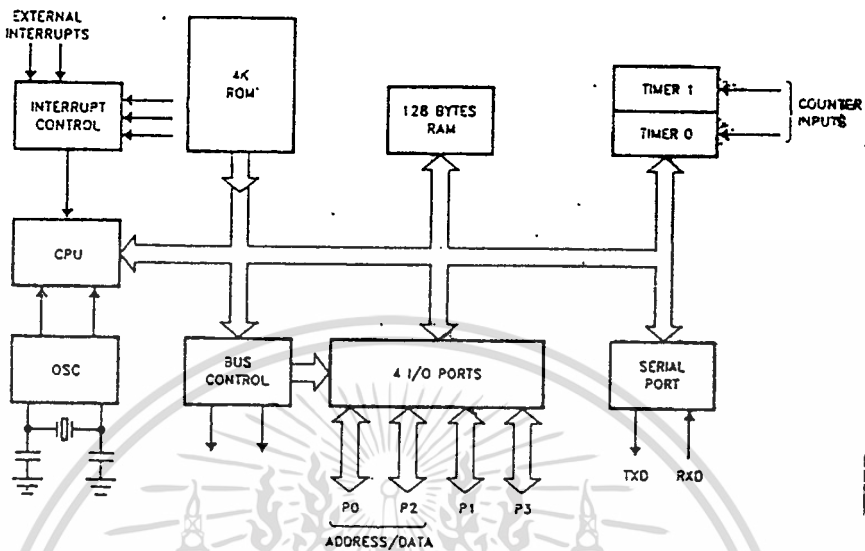 EXTERNAL
INTERRUPTS
INTERRUPT
CONTROL
4K
ROM
128 BYTES
RAM
TIMER 1
TIMER 0
COUNTER
INPUTS
CPU
OSC
BUS
CONTROL
4 I/O PORTS
SERIAL
PORT
TXD
RXD
P0
P2
P1
P3
ADDRESS/DATA